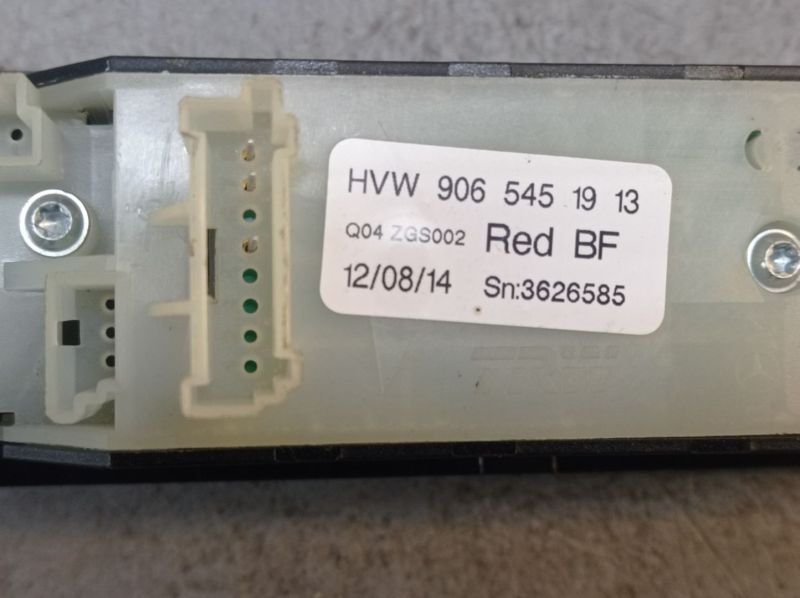 HVW 906 545 19 13
Q04 ZGS002 Red BF
12/08/14 Sn:3626585